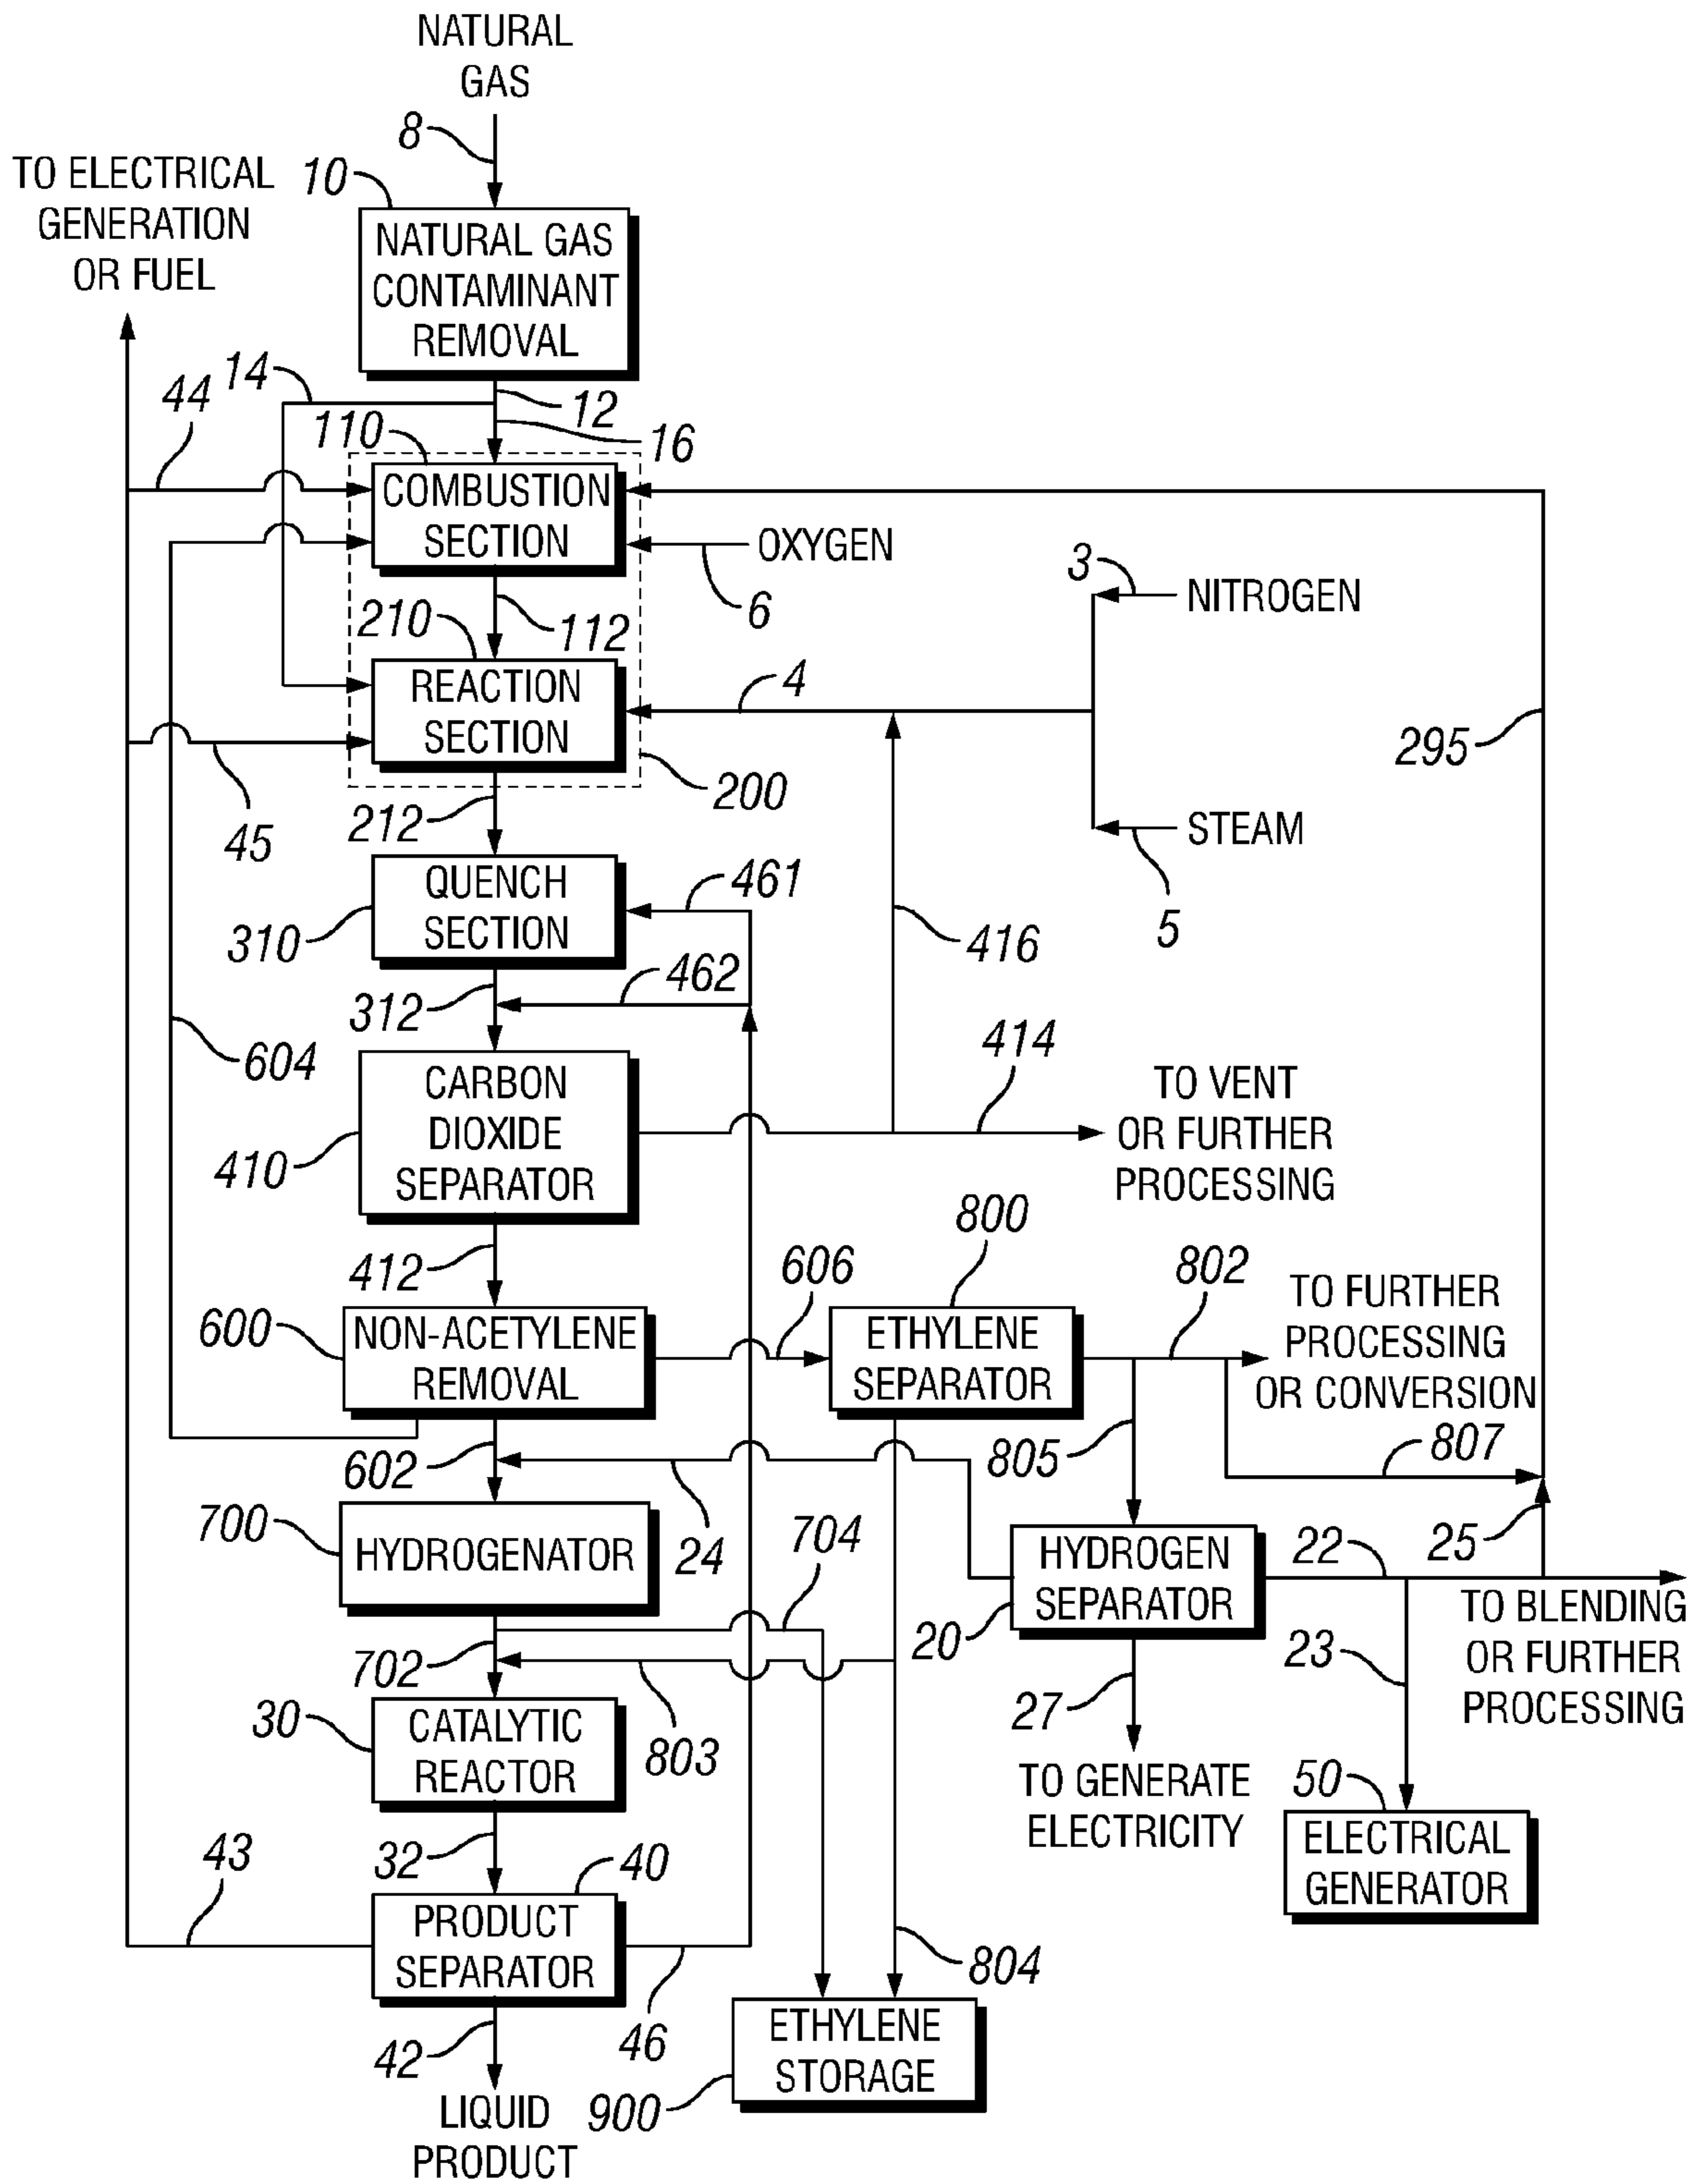 NATURAL
GAS
8
TO ELECTRICAL
GENERATION
OR FUEL
10
NATURAL GAS
CONTAMINANT
REMOVAL
14
44
12
110
16
COMBUSTION
SECTION
OXYGEN
6
3
NITROGEN
210
112
REACTION
SECTION
4
295
200
212
45
STEAM
5
QUENCH
SECTION
461
310
416
462
312
604
414
CARBON
DIOXIDE
SEPARATOR
410
TO VENT
OR FURTHER
PROCESSING
800
412
606
802
TO FURTHER
PROCESSING
OR CONVERSION
600
NON-ACETYLENE
REMOVAL
ETHYLENE
SEPARATOR
805
807
602
700
HYDROGENATOR
24
704
HYDROGEN
SEPARATOR
22
25
20
TO BLENDING
OR FURTHER
PROCESSING
23
702
27
30
CATALYTIC
REACTOR
803
TO GENERATE
ELECTRICITY
50
ELECTRICAL
GENERATOR
43
32
40
PRODUCT
SEPARATOR
804
46
42
ETHYLENE
STORAGE
900
LIQUID
PRODUCT